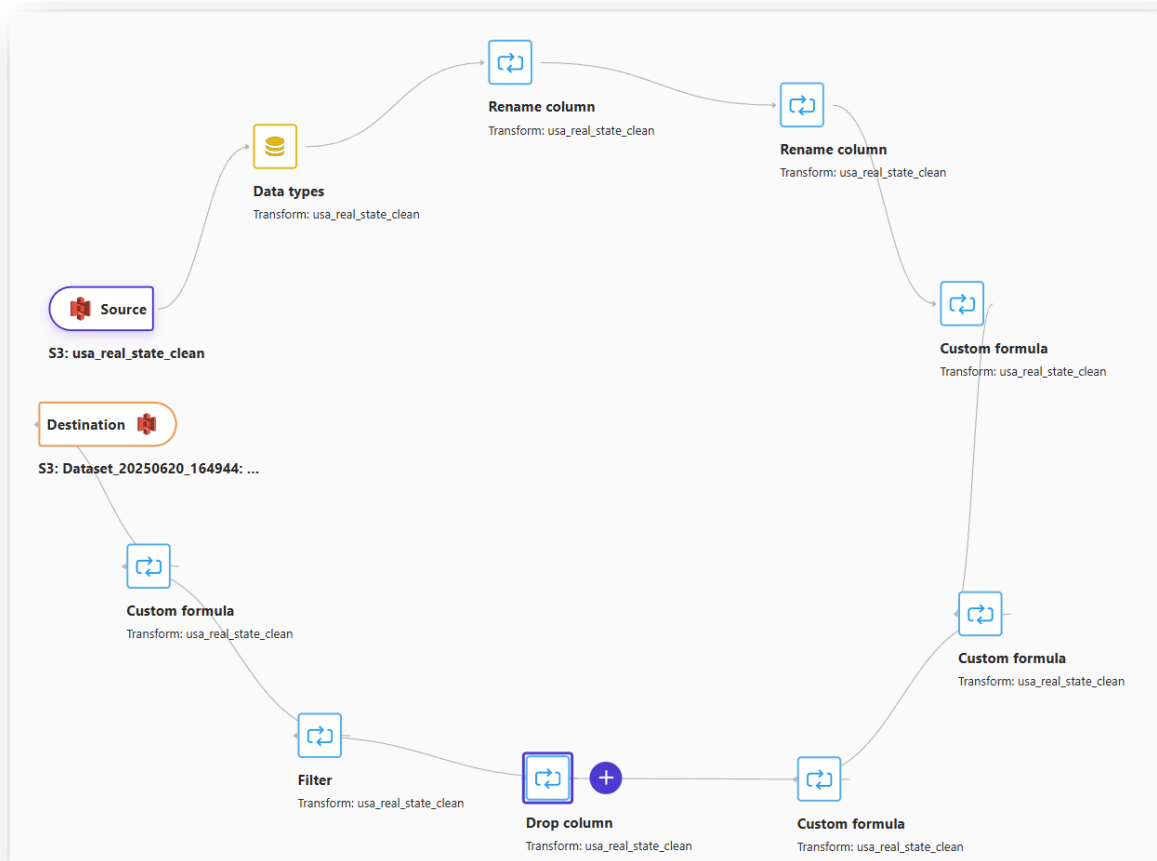 Rename column
Transform: usa_real_state_clean
Rename column
Transform: usa_real_state_clean
Data types
Transform: usa_real_state_clean
Source
S3: usa_real_state_clean
Custom formula
Transform: usa_real_state_clean
Destination
S3: Dataset_20250620_164944: ...
Custom formula
Transform: usa_real_state_clean
Custom formula
Transform: usa_real_state_clean
Filter
Transform: usa_real_state_clean
Drop column
Transform: usa_real_state_clean
Custom formula
Transform: usa_real_state_clean